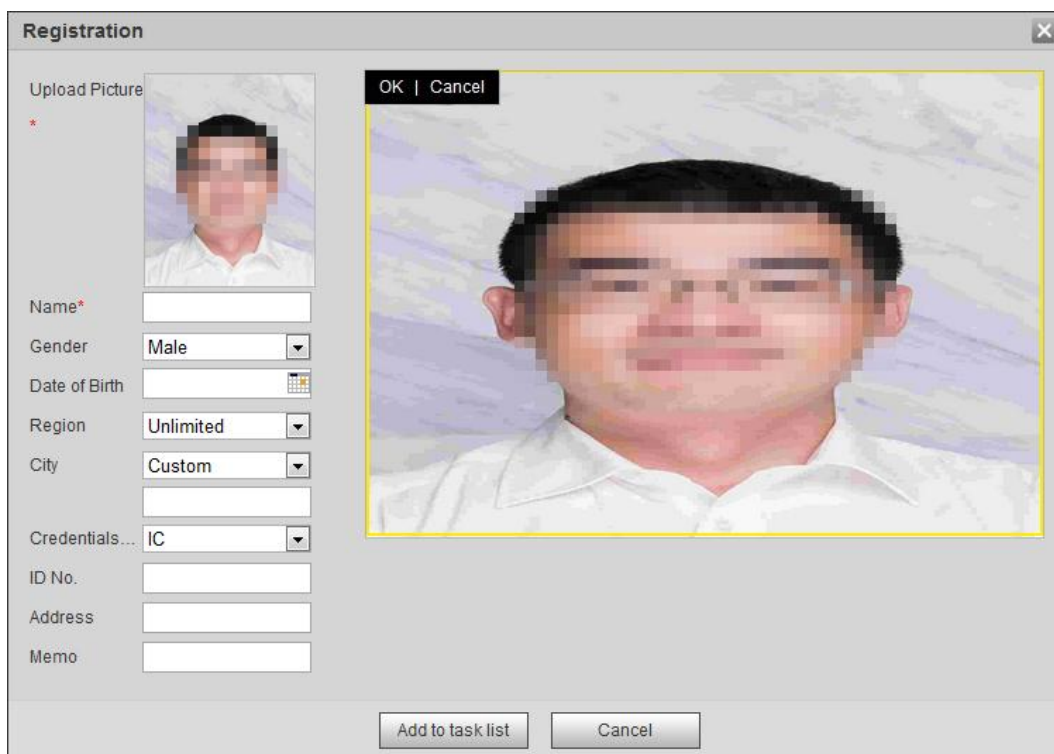 Registration
Upload Picture
*
OK | Cancel
Name*
Gender Male
Date of Birth
Region Unlimited
City Custom
Credentials... IC
ID No.
Address
Memo
Add to task list Cancel